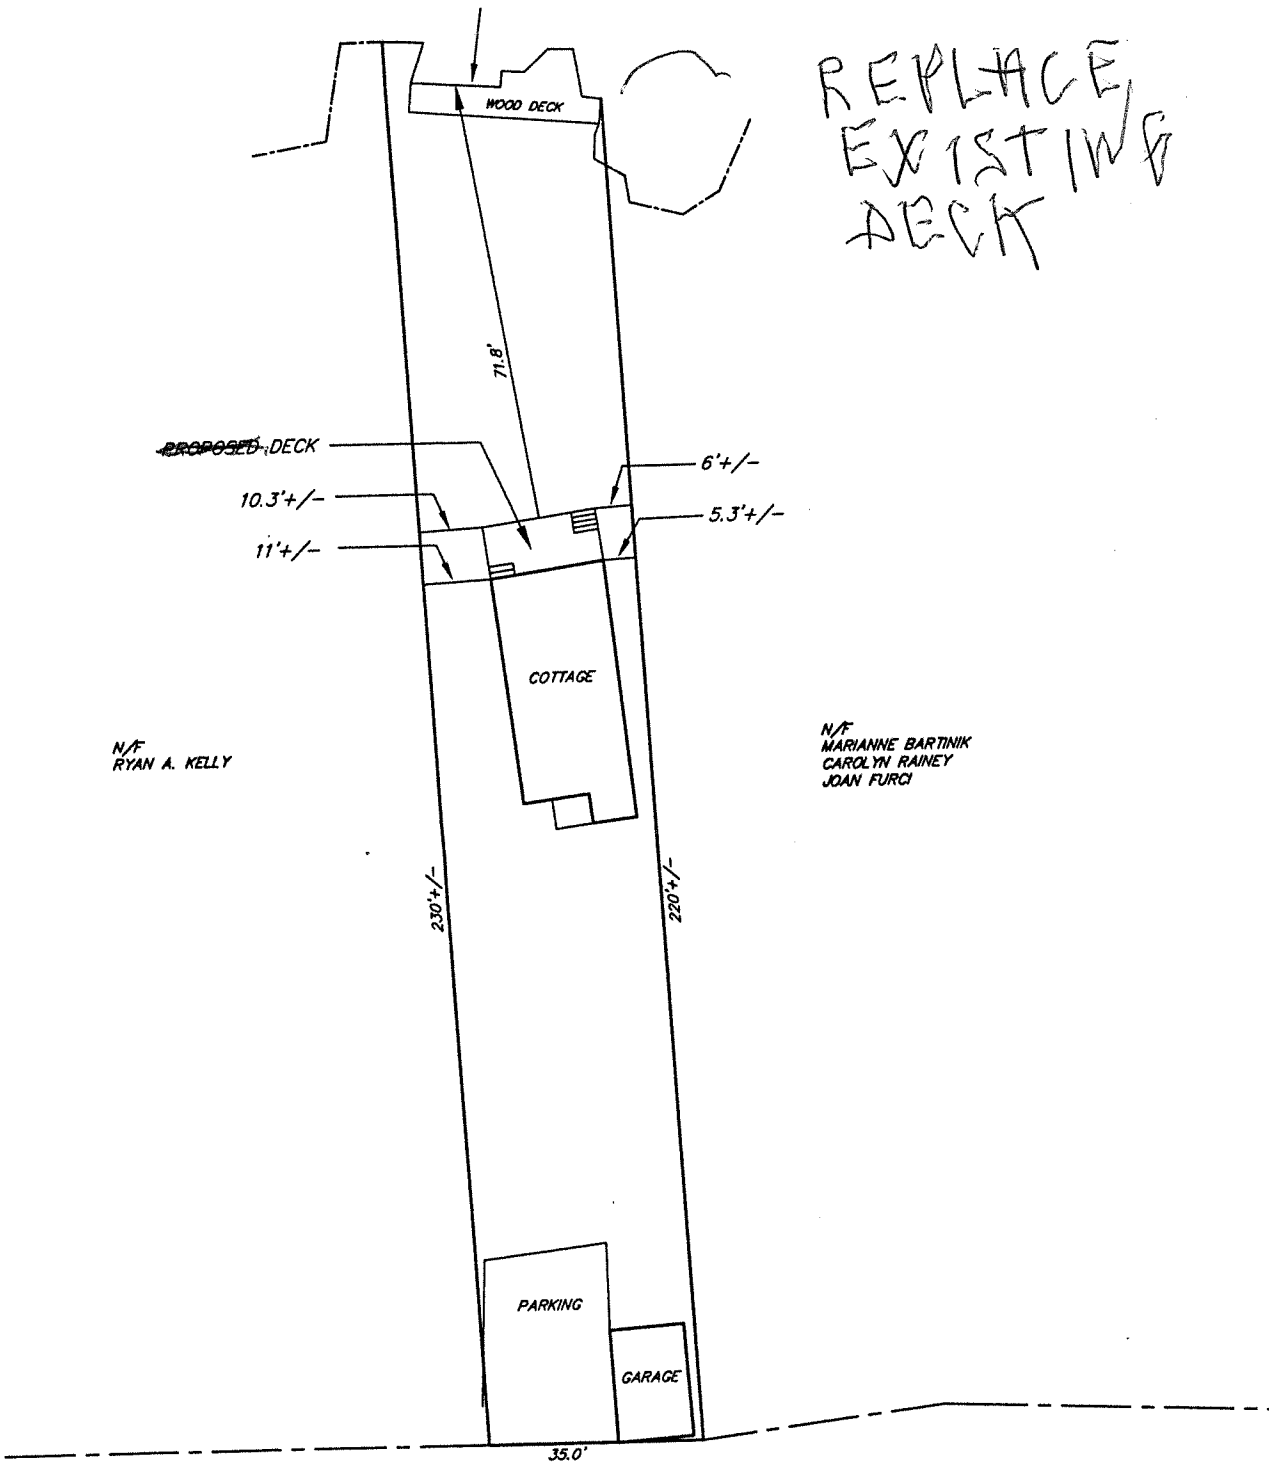 REPLACE
EXISTING
DECK
WOOD DECK
71.8'
PROPOSED DECK
6'+/-
10.3'+/-
5.3'+/-
11'+/-
COTTAGE
N/F
RYAN A. KELLY
N/F
MARIANNE BARTINIK
CAROLYN RAINEY
JOAN FURCI
230'+/-
220'+/-
PARKING
GARAGE
35.0'